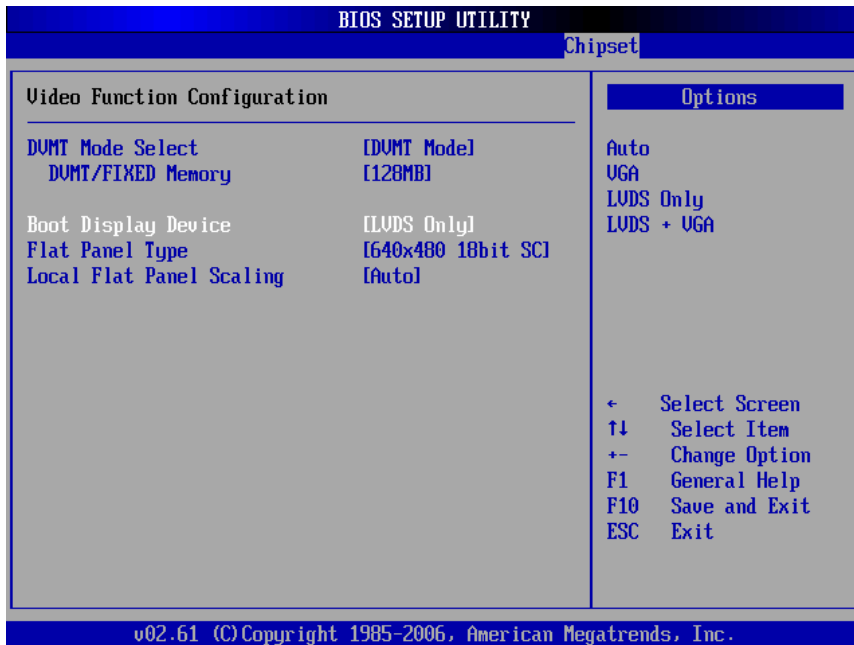 BIOS SETUP UTILITY
Chipset
Video Function Configuration
DVMT Mode Select [DVMT Mode]
DVMT/FIXED Memory [128MB]
Boot Display Device [LVDS Only]
Flat Panel Type [640x480 18bit SC]
Local Flat Panel Scaling [Auto]
Options
Auto
VGA
LVDS Only
LVDS + VGA
← Select Screen
↑↓ Select Item
+- Change Option
F1 General Help
F10 Save and Exit
ESC Exit
v02.61 (C)Copyright 1985-2006, American Megatrends, Inc.